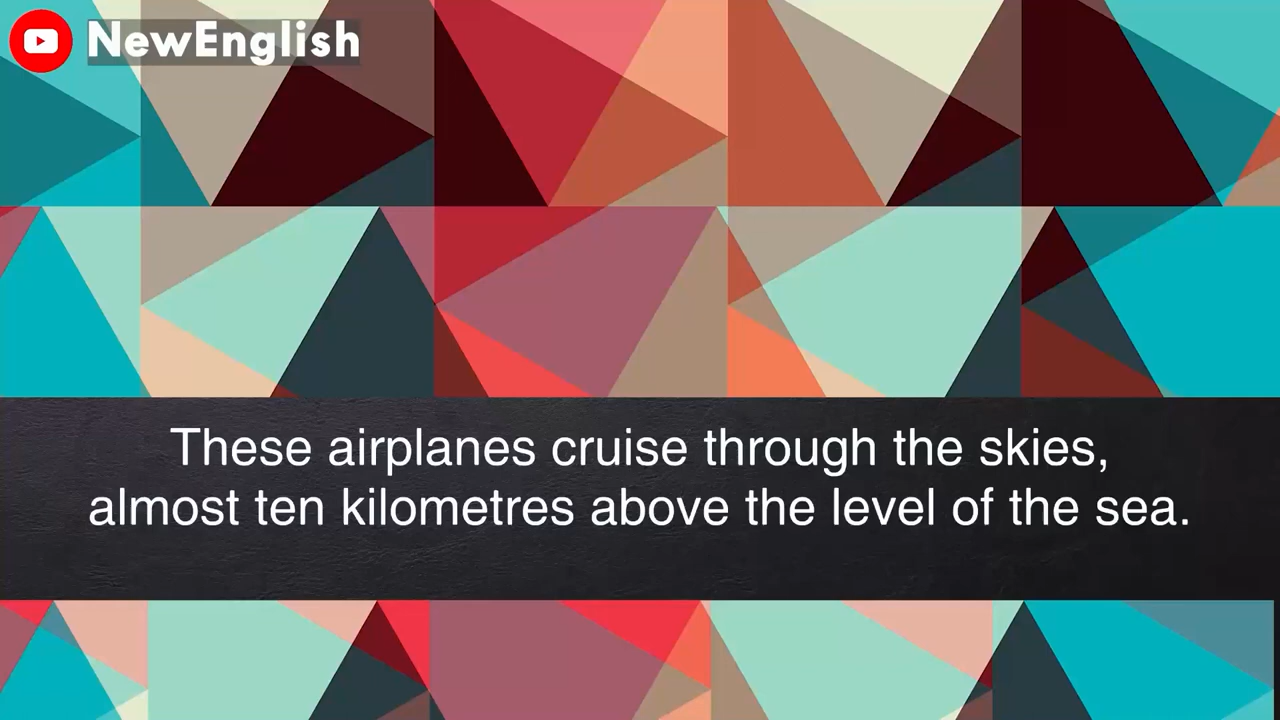 NewEnglish
These airplanes cruise through the skies,
almost ten kilometres above the level of the sea.